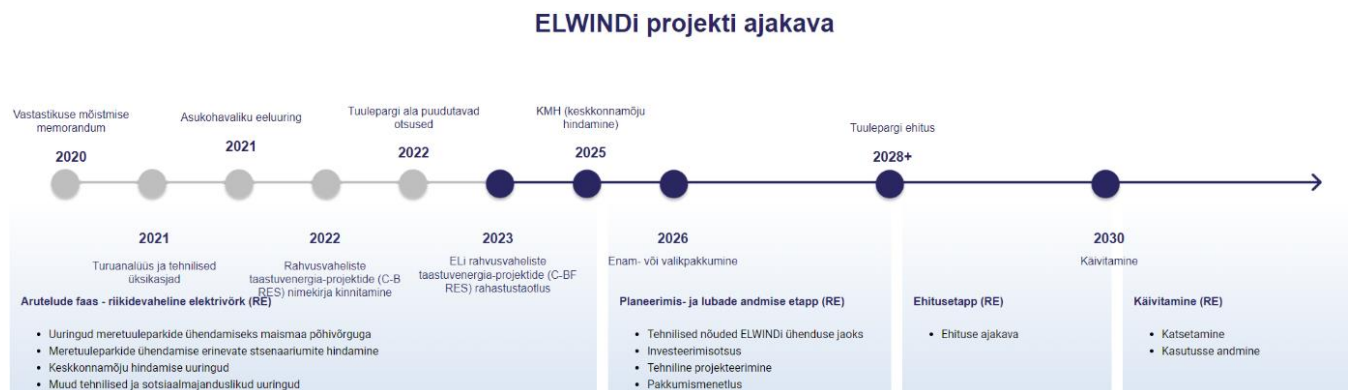 ELWINDi projekti ajakava
Vastastikuse mõistmise
memorandum
2020
Asukohavaliku eeluuring
2021
Tuulepargi ala puudutavad
otsused
2022
KMH (keskkonnamõju
hindamine)
2025
Tuulepargi ehitus
2028+
2021
Turuanalüüs ja tehnilised
üksikasjad
2022
Rahvusvaheliste
taastuvenergia-projektide (C-B
RES) nimekirja kinnitamine
2023
ELi rahvusvaheliste
taastuvenergia-projektide (C-BF
RES) rahastustaotlus
2026
Enam- või valikpakkumine
2030
Käivitamine
Arutelude faas - riikidevaheline elektrivõrk (RE)
Uuringud meretuuleparkide ühendamiseks maismaa põhivõrguga
Meretuuleparkide ühendamise erinevate stsenaariumite hindamine
Keskkonnamõju hindamise uuringud
Muud tehnilised ja sotsiaalmajanduslikud uuringud
Planeerimis- ja lubade andmise etapp (RE)
Tehnilised nõuded ELWINDi ühenduse jaoks
Investeerimisotsus
Tehniline projekteerimine
Pakkumismenetlus
Ehitusetapp (RE)
Ehituse ajakava
Käivitamine (RE)
Katsetamine
Kasutusse andmine